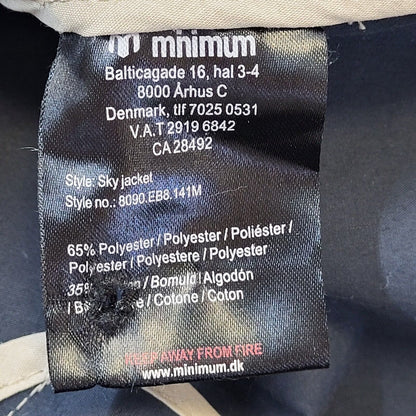 minimum
Balticagade 16, hal 3-4
8000 Århus C
Denmark, tlf 7025 0531
V.A.T 2919 6842
CA 28492
Style: Sky jacket
Style no.: 8090.EB8.141M
65% Polyester / Polyester / Poliéster /
Polyester / Polyestere / Polyester
35% / Bomuld / Algodón
/ / Cotone / Coton
KEEP AWAY FROM FIRE
www.minimum.dk